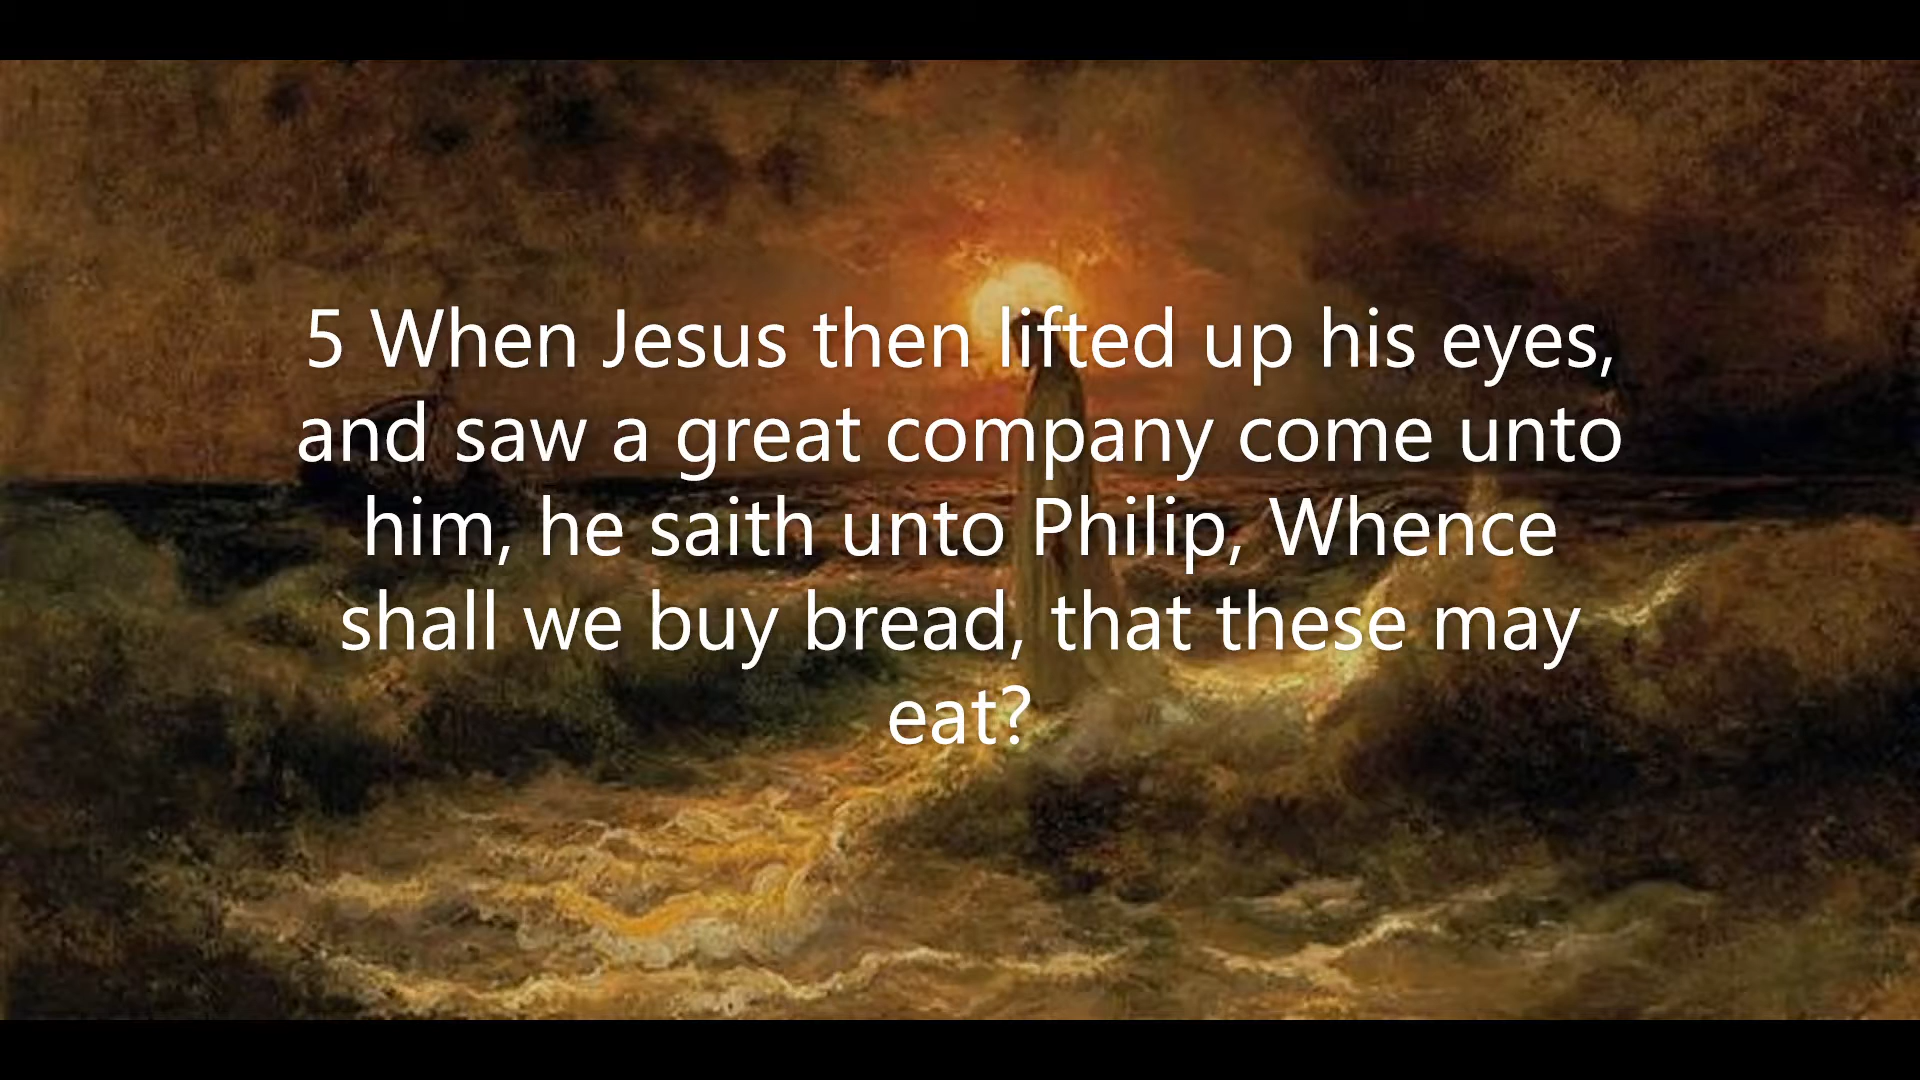 5 When Jesus then lifted up his eyes,
and saw a great company come unto
him, he saith unto Philip, Whence
shall we buy bread, that these may
eat?